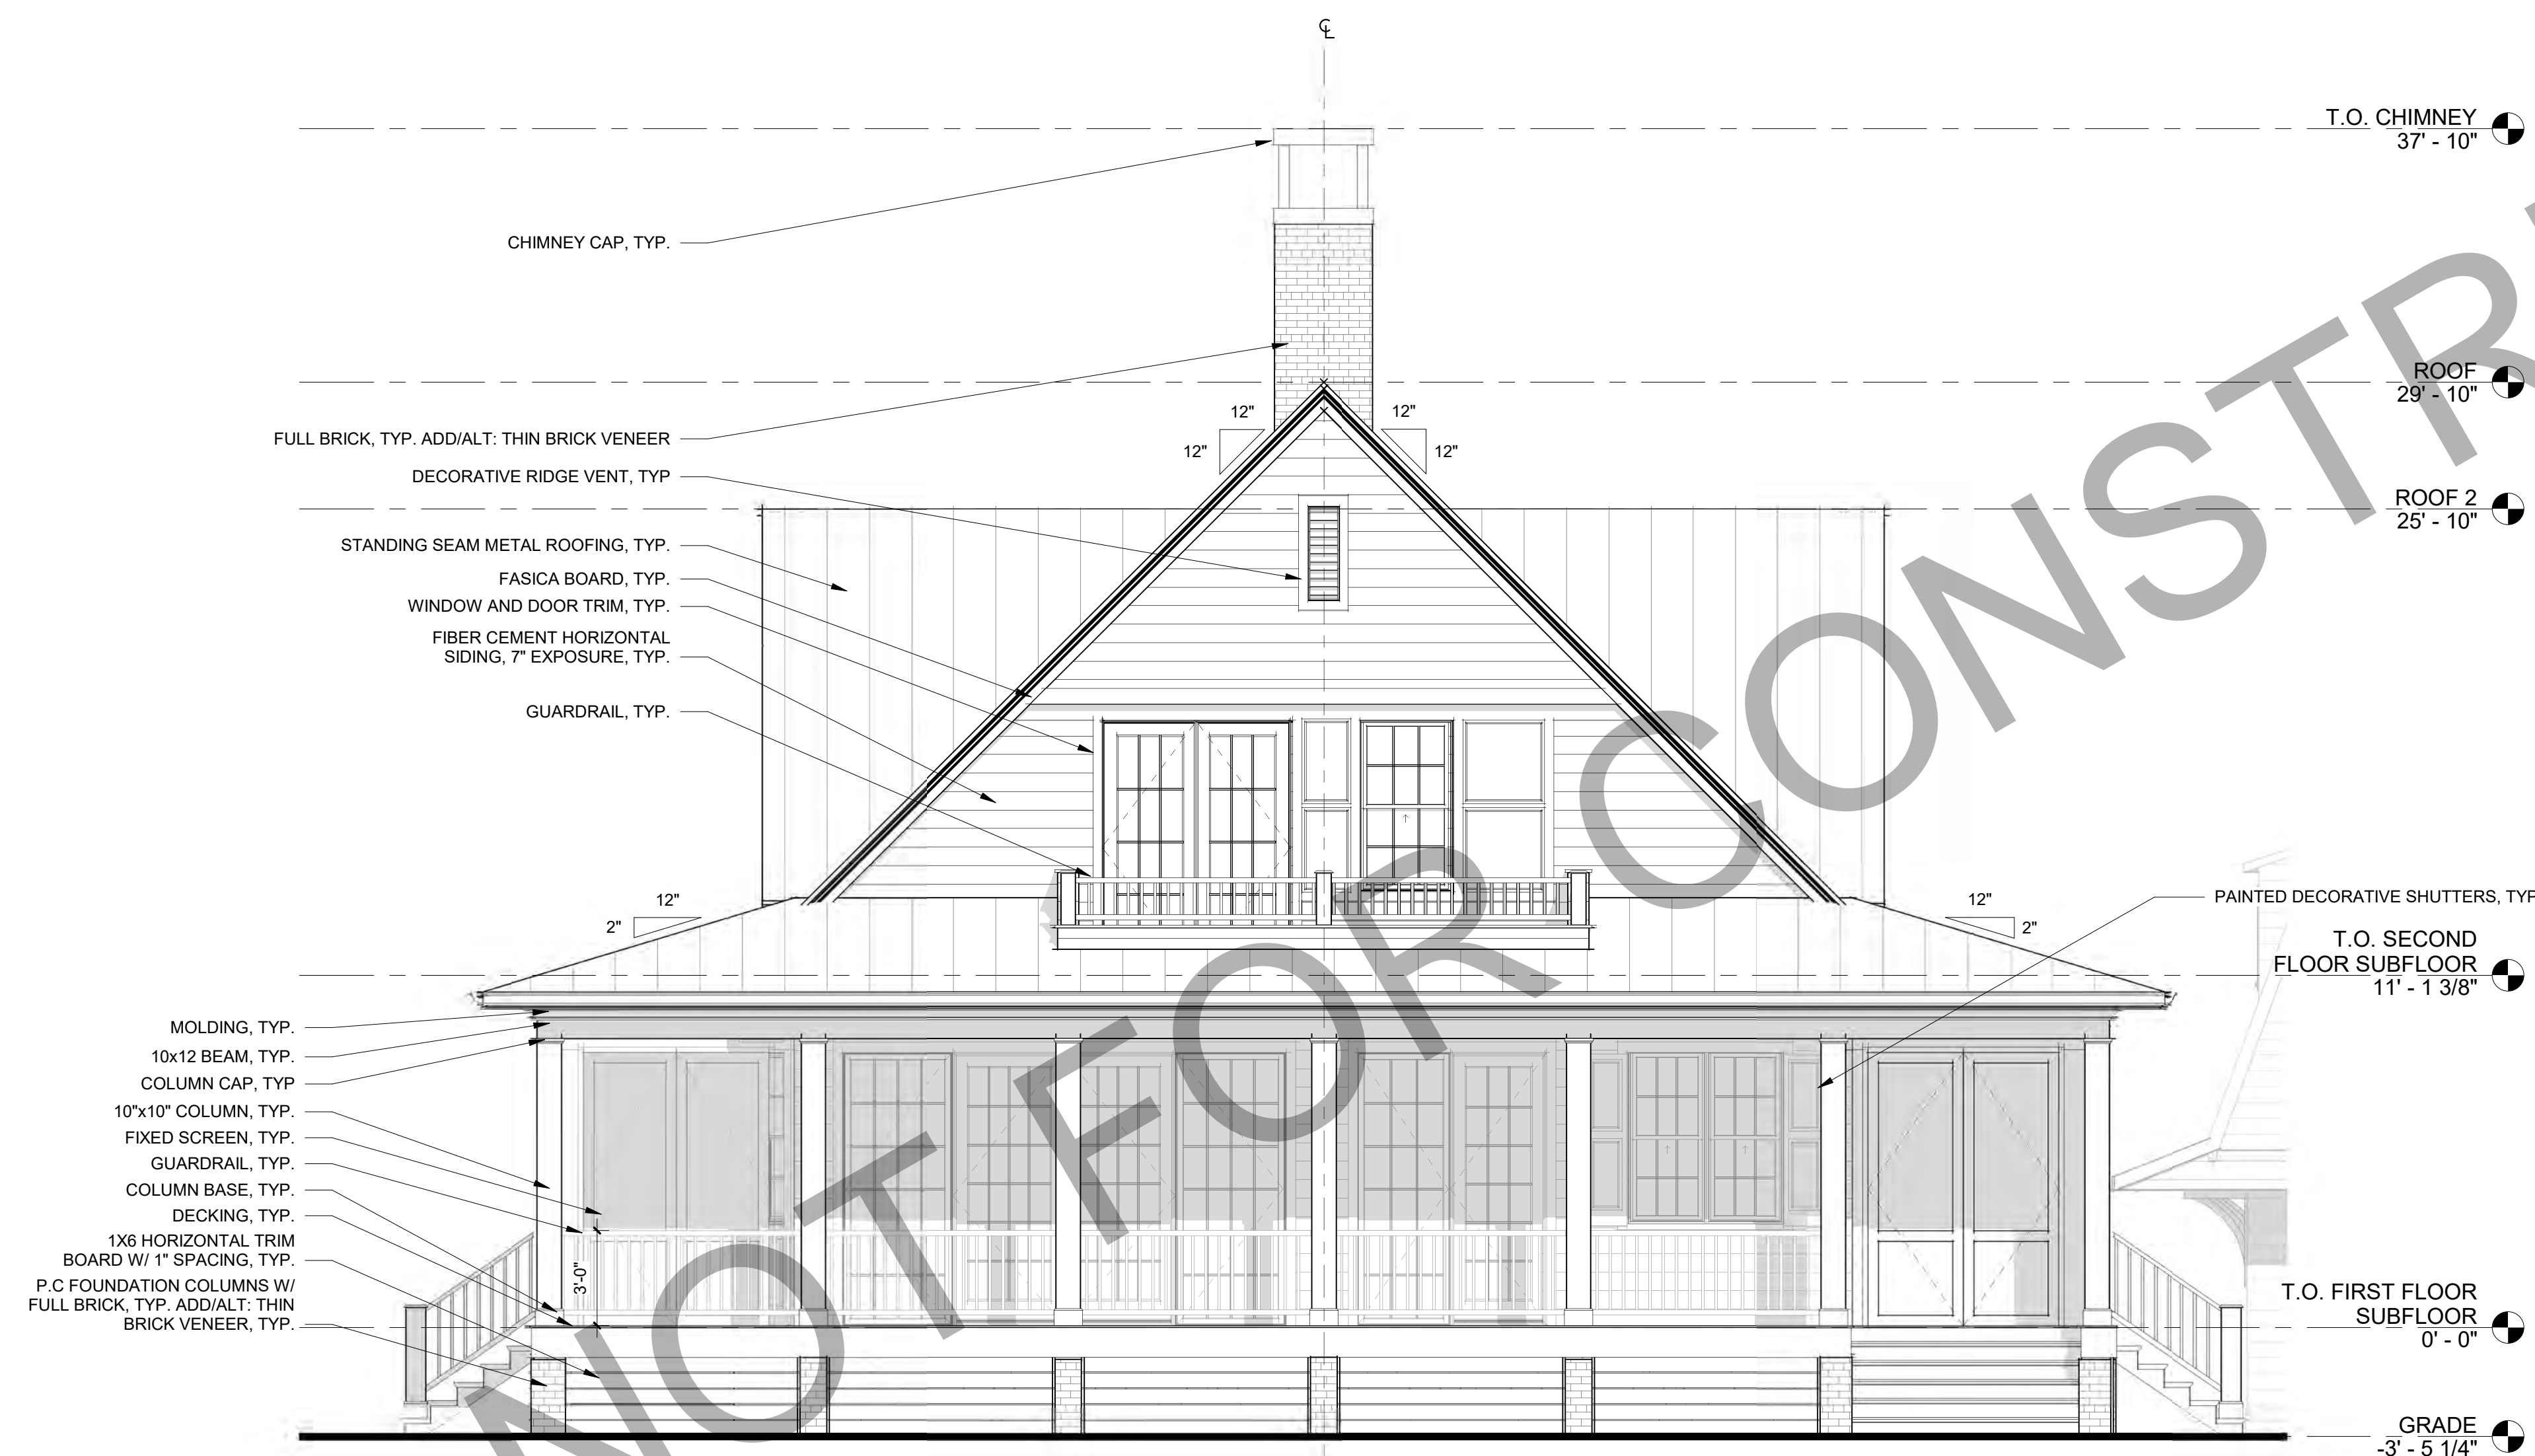 ℄
T.O. CHIMNEY
37' - 10"
CHIMNEY CAP, TYP.
ROOF
29' - 10"
12"
12"
12"
12"
FULL BRICK, TYP. ADD/ALT: THIN BRICK VENEER
DECORATIVE RIDGE VENT, TYP
ROOF 2
25' - 10"
STANDING SEAM METAL ROOFING, TYP.
FASICA BOARD, TYP.
WINDOW AND DOOR TRIM, TYP.
FIBER CEMENT HORIZONTAL
SIDING, 7" EXPOSURE, TYP.
GUARDRAIL, TYP.
12"
2"
12"
2"
PAINTED DECORATIVE SHUTTERS, TYP
T.O. SECOND
FLOOR SUBFLOOR
11' - 1 3/8"
MOLDING, TYP.
10x12 BEAM, TYP.
COLUMN CAP, TYP
10"x10" COLUMN, TYP.
FIXED SCREEN, TYP.
GUARDRAIL, TYP.
COLUMN BASE, TYP.
DECKING, TYP.
1X6 HORIZONTAL TRIM
BOARD W/ 1" SPACING, TYP.
P.C FOUNDATION COLUMNS W/
FULL BRICK, TYP. ADD/ALT: THIN
BRICK VENEER, TYP.
3'-0"
T.O. FIRST FLOOR
SUBFLOOR
0' - 0"
GRADE
-3' - 5 1/4"
NOT FOR CONSTR